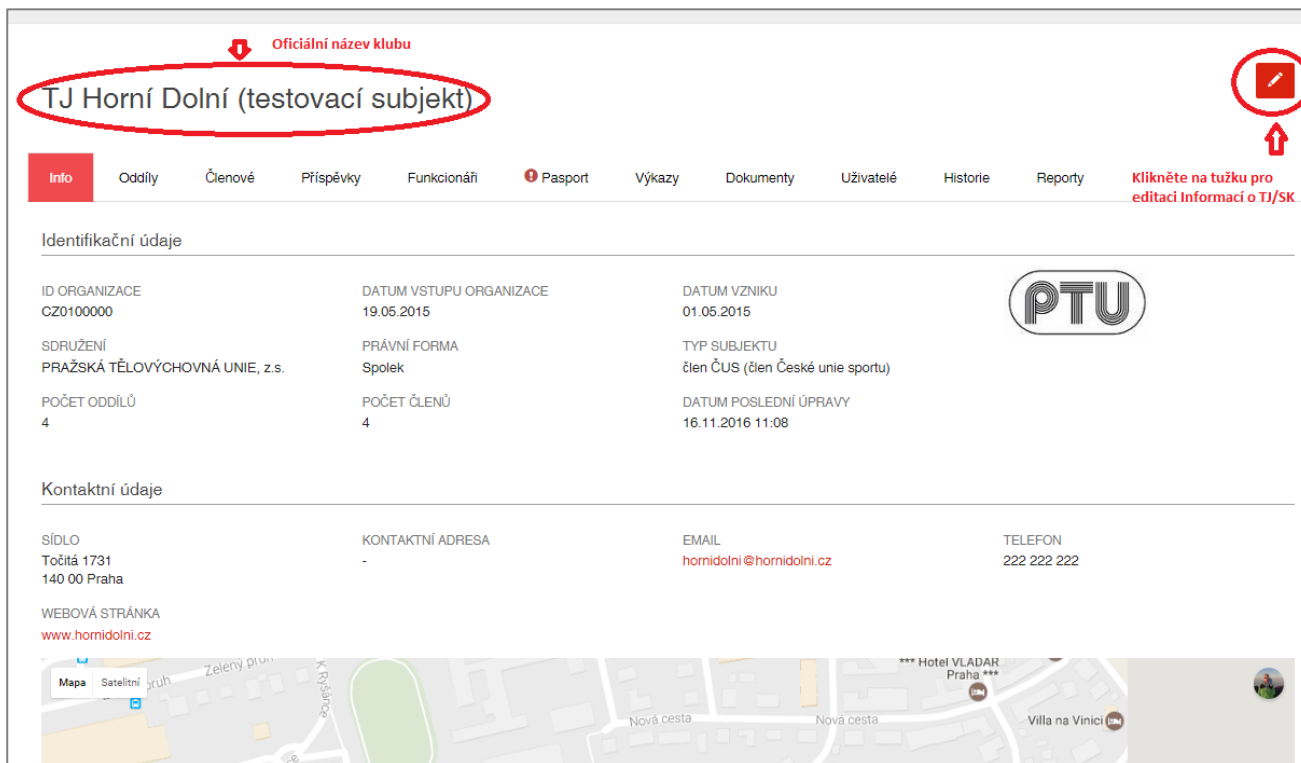 Oficiální název klubu
TJ Horní Dolní (testovací subjekt)
Info Oddíly Členové Příspěvky Funkcionáři Pasport Výkazy Dokumenty Uživatelé Historie Reporty
Klikněte na tužku pro
editaci Informací o TJ/SK
Identifikační údaje
ID ORGANIZACE DATUM VSTUPU ORGANIZACE DATUM VZNIKU
CZ0100000 19.05.2015 01.05.2015
PTU
SDRUŽENÍ PRÁVNÍ FORMA TYP SUBJEKTU
PRAŽSKÁ TĚLOVÝCHOVNÁ UNIE, z.s. Spolek člen ČUS (člen České unie sportu)
POČET ODDÍLŮ POČET ČLENŮ DATUM POSLEDNÍ ÚPRAVY
4 4 16.11.2016 11:08
Kontaktní údaje
SÍDLO KONTAKTNÍ ADRESA EMAIL TELEFON
Točitá 1731 - hornidolni@hornidolni.cz 222 222 222
140 00 Praha
WEBOVÁ STRÁNKA
www.hornidolni.cz
Zelený pruh
*** Hotel VLADAR
Praha ***
Mapa Satelitní pruh
K Ryšánce
Nová cesta Nová cesta Villa na Vinici